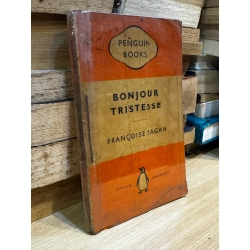 PENGUIN
BOOKS
BONJOUR
TRISTESSE
FRANÇOISE SAGAN